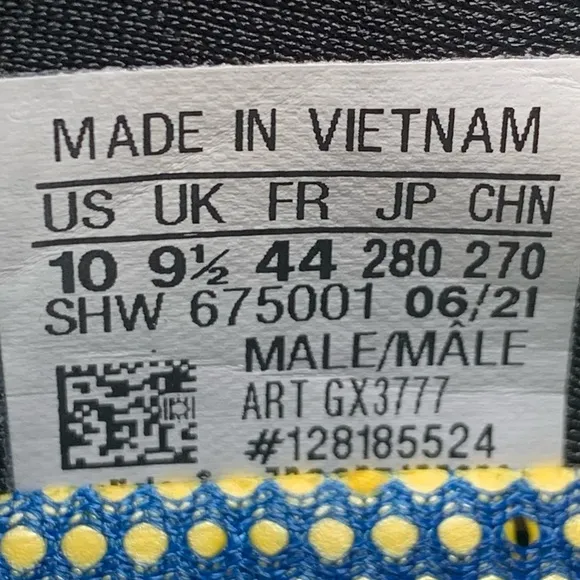 MADE IN VIETNAM
US UK FR JP CHN
10 9½ 44 280 270
SHW 675001 06/21
MALE/MÂLE
ART GX3777
#128185524